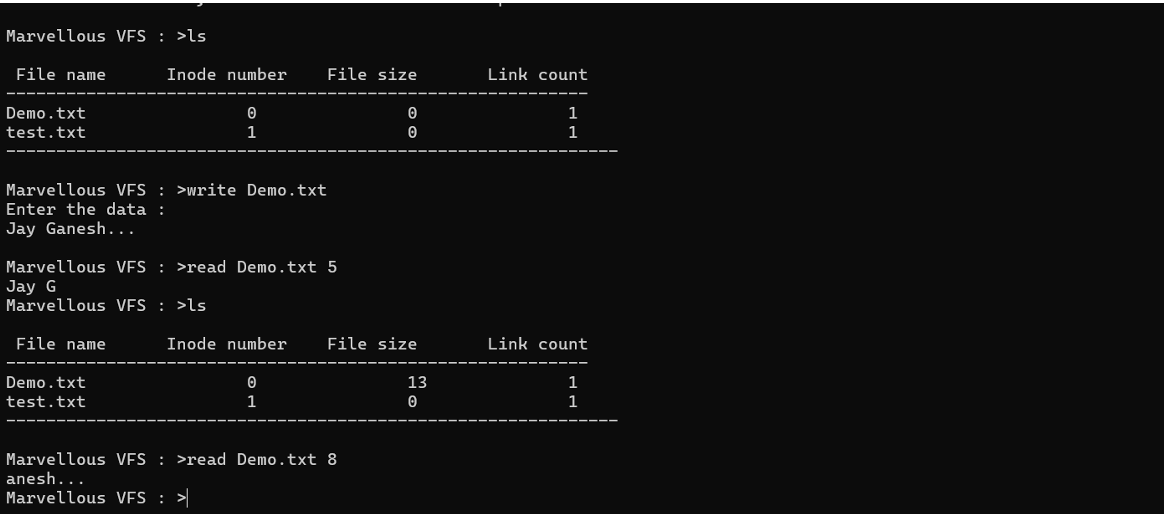 Marvellous VFS : >ls
File name Inode number File size Link count
----------------------------------------------------------
Demo.txt 0 0 1
test.txt 1 0 1
-------------------------------------------------------------
Marvellous VFS : >write Demo.txt
Enter the data :
Jay Ganesh...
Marvellous VFS : >read Demo.txt 5
Jay G
Marvellous VFS : >ls
File name Inode number File size Link count
----------------------------------------------------------
Demo.txt 0 13 1
test.txt 1 0 1
-------------------------------------------------------------
Marvellous VFS : >read Demo.txt 8
anesh...
Marvellous VFS : >